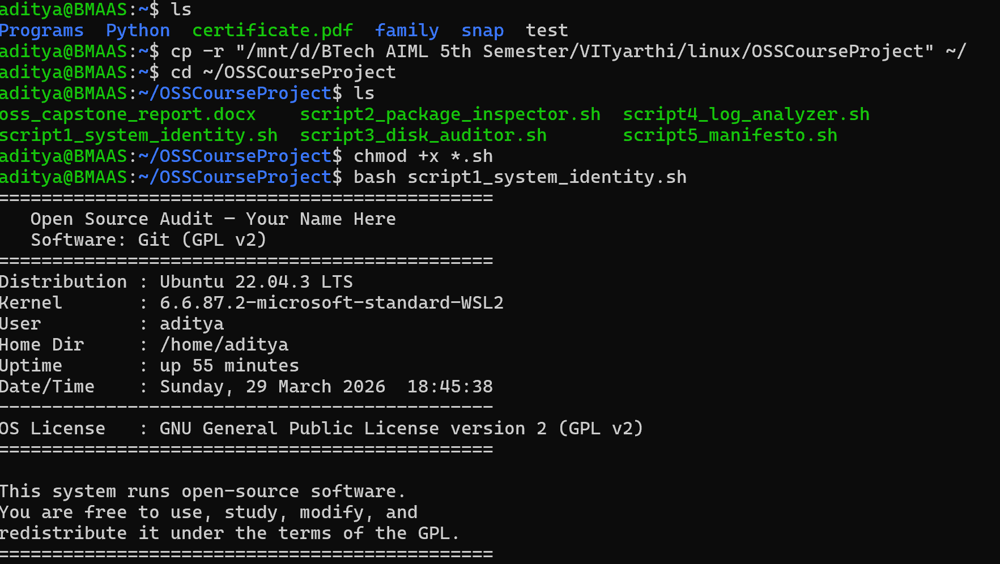 aditya@BMAAS:~$ ls
Programs  Python  certificate.pdf  family  snap  test
aditya@BMAAS:~$ cp -r "/mnt/d/BTech AIML 5th Semester/VITyarthi/linux/OSSCourseProject" ~/
aditya@BMAAS:~$ cd ~/OSSCourseProject
aditya@BMAAS:~/OSSCourseProject$ ls
oss_capstone_report.docx    script2_package_inspector.sh  script4_log_analyzer.sh
script1_system_identity.sh  script3_disk_auditor.sh       script5_manifesto.sh
aditya@BMAAS:~/OSSCourseProject$ chmod +x *.sh
aditya@BMAAS:~/OSSCourseProject$ bash script1_system_identity.sh
==============================================
   Open Source Audit — Your Name Here
   Software: Git (GPL v2)
==============================================
Distribution : Ubuntu 22.04.3 LTS
Kernel       : 6.6.87.2-microsoft-standard-WSL2
User         : aditya
Home Dir     : /home/aditya
Uptime       : up 55 minutes
Date/Time    : Sunday, 29 March 2026  18:45:38
----------------------------------------------
OS License   : GNU General Public License version 2 (GPL v2)
==============================================

This system runs open-source software.
You are free to use, study, modify, and
redistribute it under the terms of the GPL.
==============================================